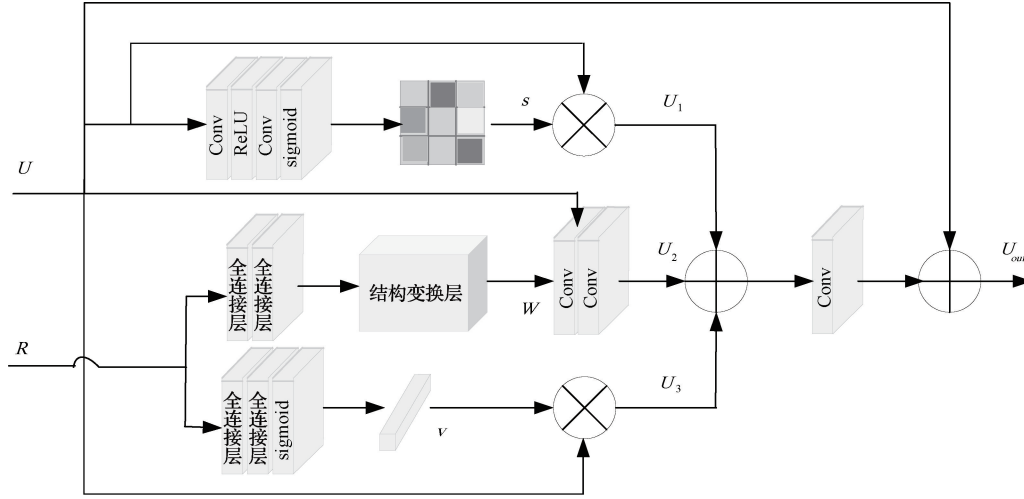 Conv
ReLU
Conv
sigmoid
s
U₁
U
全连接层
全连接层
结构变换层
W
Conv
Conv
U₂
Conv
U_out
R
全连接层
全连接层
sigmoid
v
U₃